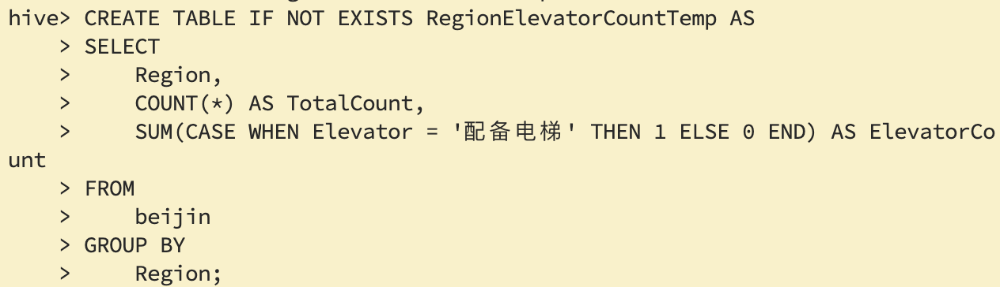 hive> CREATE TABLE IF NOT EXISTS RegionElevatorCountTemp AS
    > SELECT
    >     Region,
    >     COUNT(*) AS TotalCount,
    >     SUM(CASE WHEN Elevator = '配备电梯' THEN 1 ELSE 0 END) AS ElevatorCo
unt
    > FROM
    >     beijin
    > GROUP BY
    >     Region;